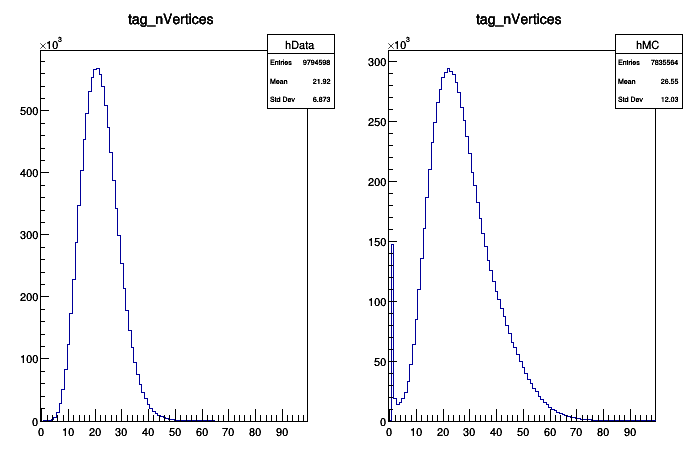 tag_nVertices
×10³
hData
Entries 9794598
Mean 21.92
Std Dev 6.873
500
400
300
200
100
0
0 10 20 30 40 50 60 70 80 90
tag_nVertices
×10³
hMC
Entries 7835564
Mean 26.55
Std Dev 12.03
300
250
200
150
100
50
0
0 10 20 30 40 50 60 70 80 90